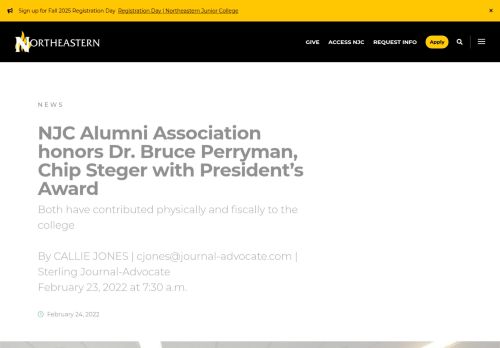 Sign up for Fall 2025 Registration Day Registration Day | Northeastern Junior College ×
NORTHEASTERN GIVE ACCESS NJC REQUEST INFO Apply
NEWS
NJC Alumni Association
honors Dr. Bruce Perryman,
Chip Steger with President's
Award
Both have contributed physically and fiscally to the
college
By CALLIE JONES | cjones@journal-advocate.com |
Sterling Journal-Advocate
February 23, 2022 at 7:30 a.m.
February 24, 2022